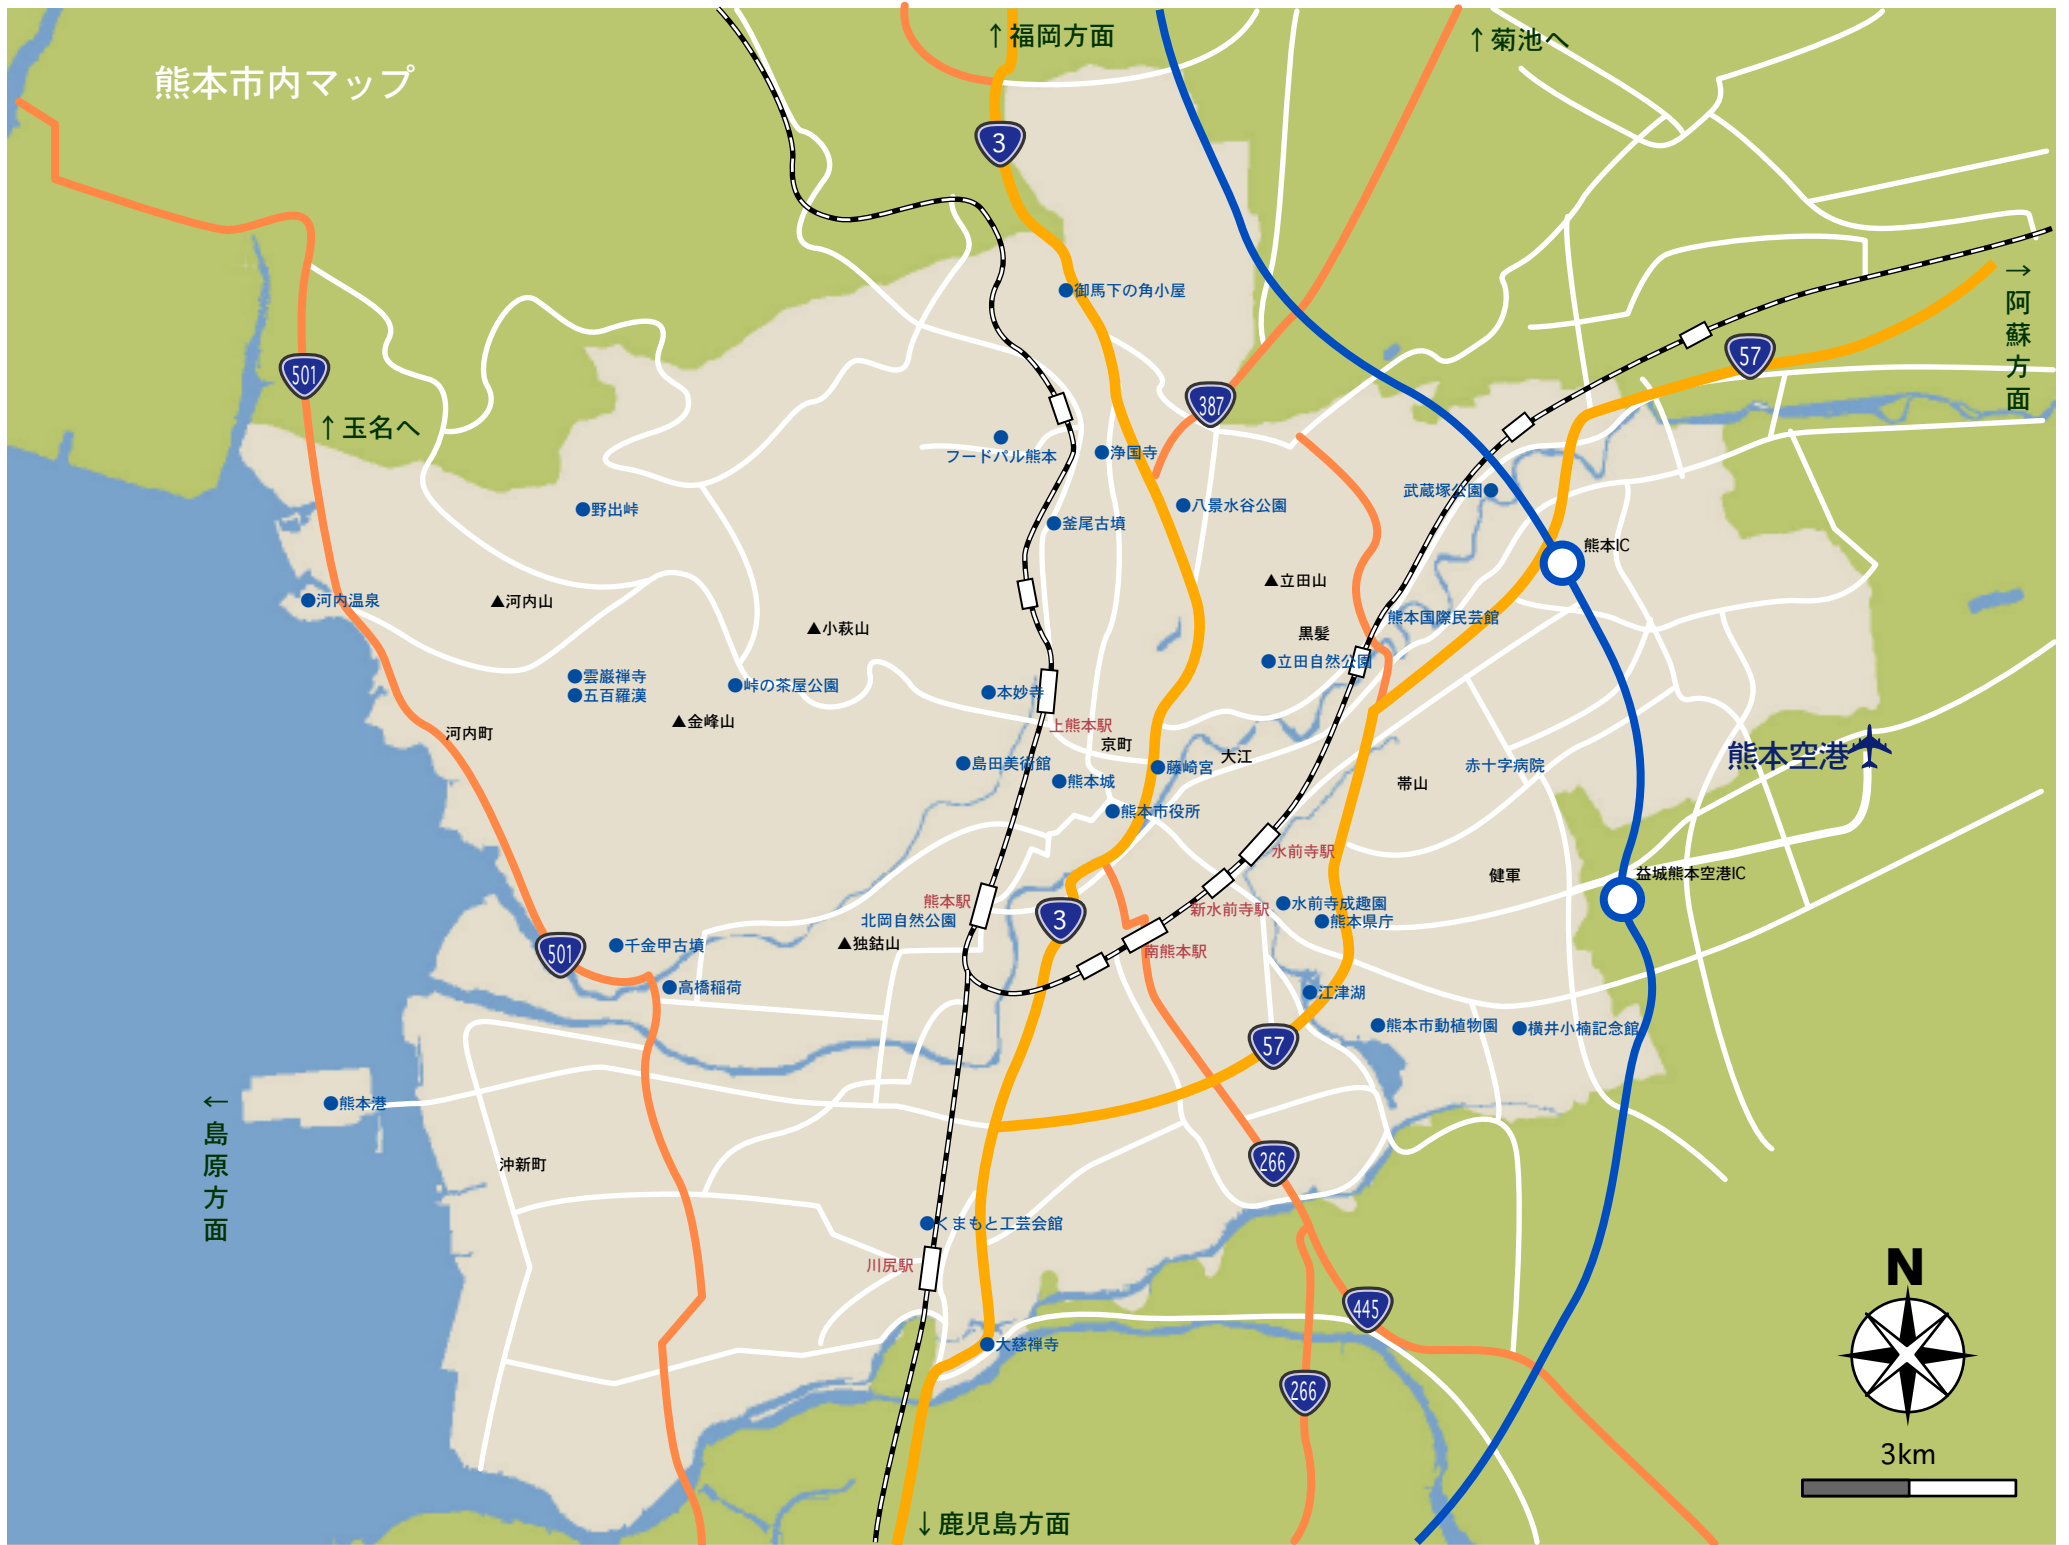 熊本市内マップ
↑福岡方面
↑菊池へ
3
→阿蘇方面
御馬下の角小屋
57
501
387
↑玉名へ
フードパル熊本
浄国寺
武蔵塚公園
野出峠
八景水谷公園
釜尾古墳
熊本IC
▲立田山
河内温泉
▲河内山
熊本国際民芸館
▲小萩山
黒髪
立田自然公園
雲巌禅寺
五百羅漢
峠の茶屋公園
本妙寺
▲金峰山
上熊本駅
河内町
京町
大江
熊本空港
島田美術館
藤崎宮
赤十字病院
熊本城
帯山
熊本市役所
水前寺駅
健軍
益城熊本空港IC
熊本駅
水前寺成趣園
新水前寺駅
北岡自然公園
3
熊本県庁
501
千金甲古墳
▲独鈷山
南熊本駅
高橋稲荷
江津湖
熊本市動植物園
横井小楠記念館
57
←島原方面
熊本港
沖新町
266
くまもと工芸会館
川尻駅
N
445
大慈禅寺
266
3km
↓鹿児島方面